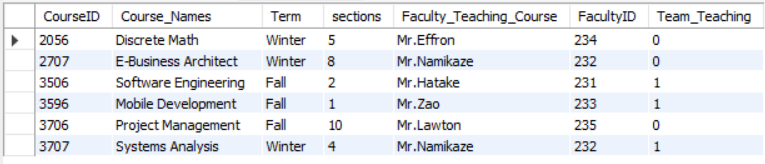 CourseID Course_Names Term sections Faculty_Teaching_Course FacultyID Team_Teaching
2056 Discrete Math Winter 5 Mr.Effron 234 0
2707 E-Business Architect Winter 8 Mr.Namikaze 232 0
3506 Software Engineering Fall 2 Mr.Hatake 231 1
3596 Mobile Development Fall 1 Mr.Zao 233 1
3706 Project Management Fall 10 Mr.Lawton 235 0
3707 Systems Analysis Winter 4 Mr.Namikaze 232 1